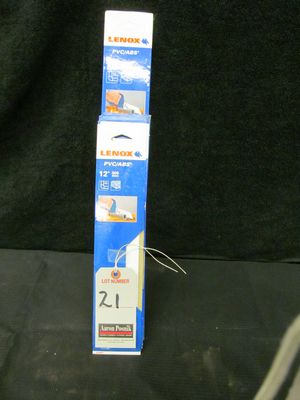 LENOX
PVC/ABS
LENOX
PVC/ABS
12"
LOT NUMBER
21
Aaron Posnik